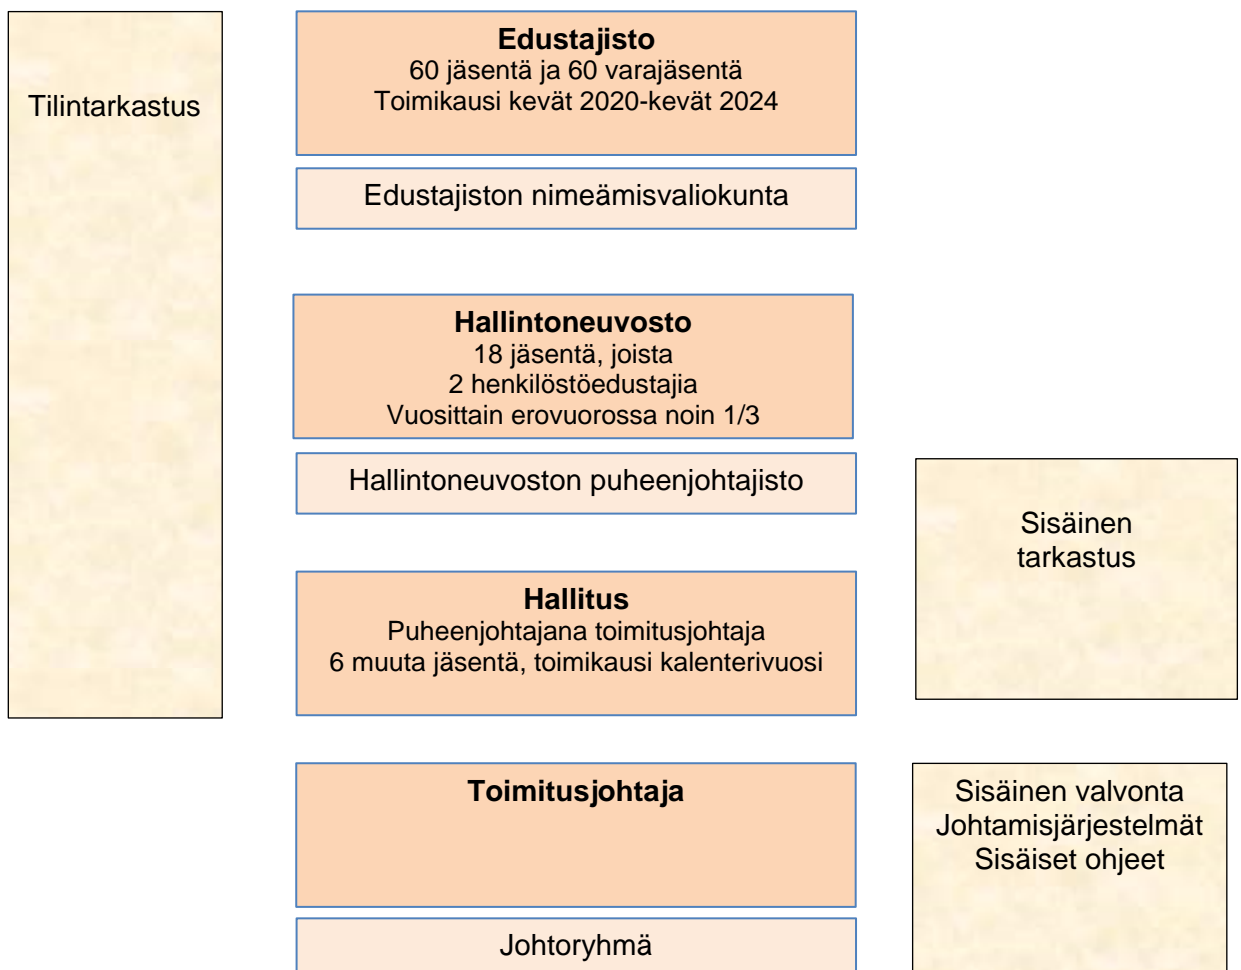 Tilintarkastus
Edustajisto
60 jäsentä ja 60 varajäsentä
Toimikausi kevät 2020-kevät 2024
Edustajiston nimeämisvaliokunta
Hallintoneuvosto
18 jäsentä, joista
2 henkilöstöedustajia
Vuosittain erovuorossa noin 1/3
Hallintoneuvoston puheenjohtajisto
Sisäinen
tarkastus
Hallitus
Puheenjohtajana toimitusjohtaja
6 muuta jäsentä, toimikausi kalenterivuosi
Toimitusjohtaja
Sisäinen valvonta
Johtamisjärjestelmät
Sisäiset ohjeet
Johtoryhmä